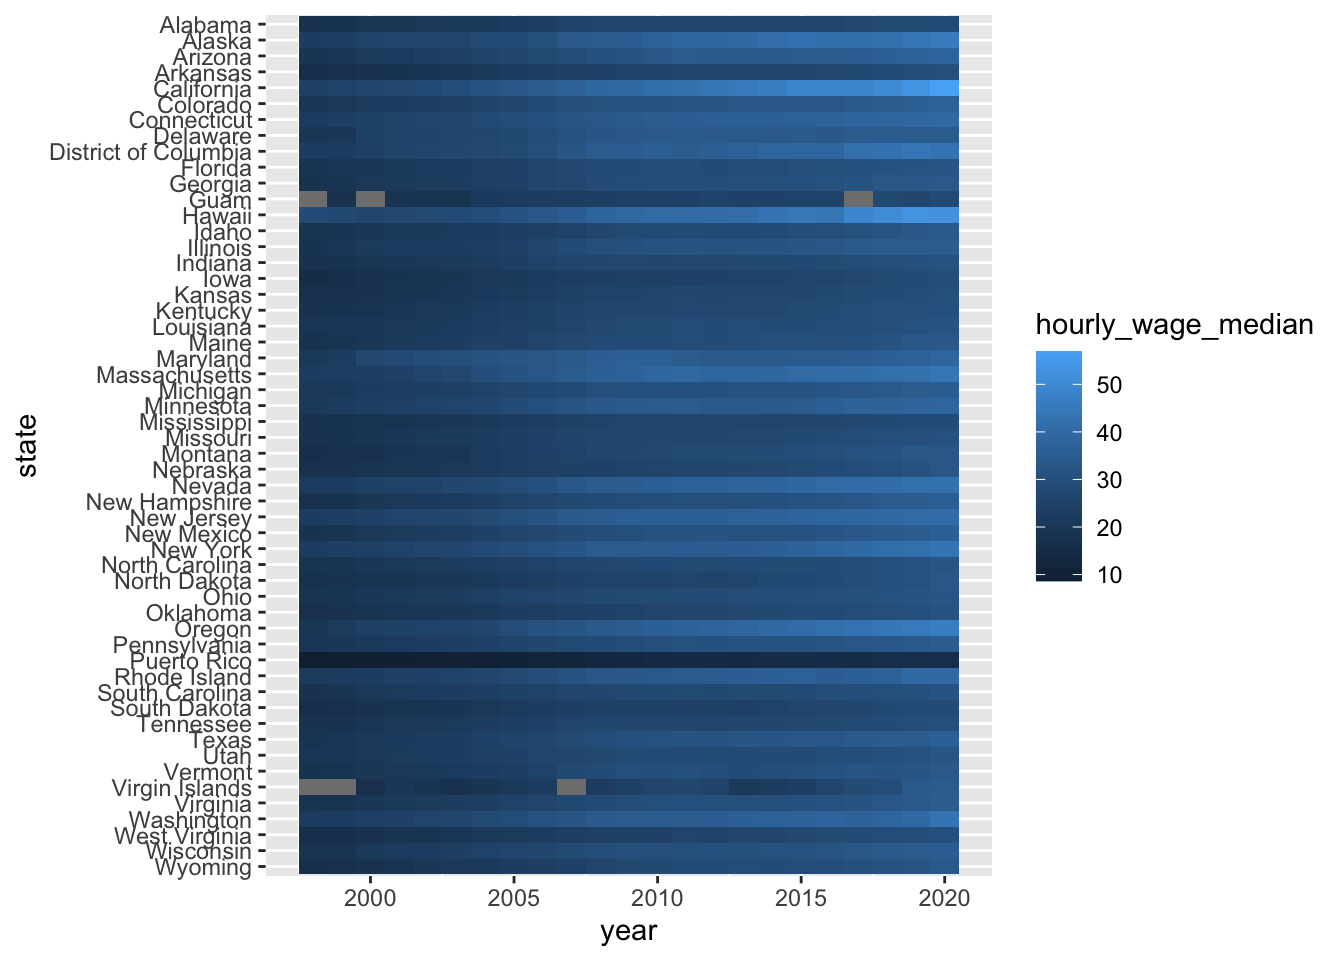 Alabama
Alaska
Arizona
Arkansas
California
Colorado
Connecticut
Delaware
District of Columbia
Florida
Georgia
Guam
Hawaii
Idaho
Illinois
Indiana
Iowa
Kansas
Kentucky
Louisiana
Maine
Maryland
Massachusetts
Michigan
Minnesota
Mississippi
Missouri
Montana
Nebraska
Nevada
New Hampshire
New Jersey
New Mexico
New York
North Carolina
North Dakota
Ohio
Oklahoma
Oregon
Pennsylvania
Puerto Rico
Rhode Island
South Carolina
South Dakota
Tennessee
Texas
Utah
Vermont
Virgin Islands
Virginia
Washington
West Virginia
Wisconsin
Wyoming
state
2000 2005 2010 2015 2020
year
hourly_wage_median
50
40
30
20
10